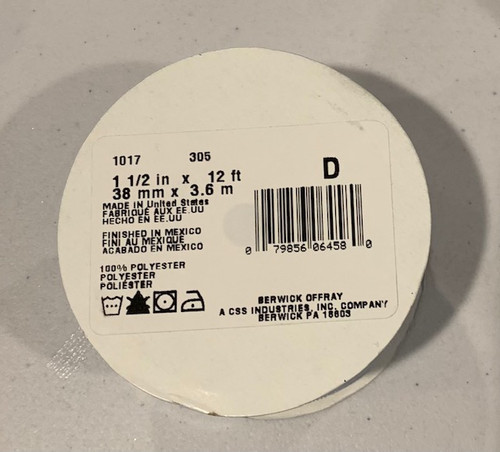 1017 305
D
1 1/2 in x 12 ft
38 mm x 3.6 m
MADE IN United States
FABRIQUÉ AUX EE.UU
HECHO EN EE.UU
FINISHED IN MEXICO
FINI AU MEXIQUE
ACABADO EN MEXICO
0 79856 06458 0
100% POLYESTER
POLYESTER
POLIÉSTER
BERWICK OFFRAY
A CSS INDUSTRIES, INC. COMPANY
BERWICK PA 18603